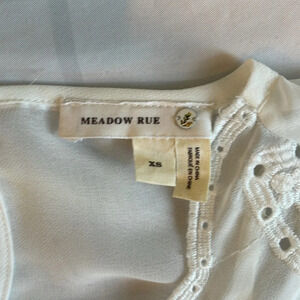 MEADOW RUE
XS
MADE IN CHINA
FABRIQUÉ EN CHINE